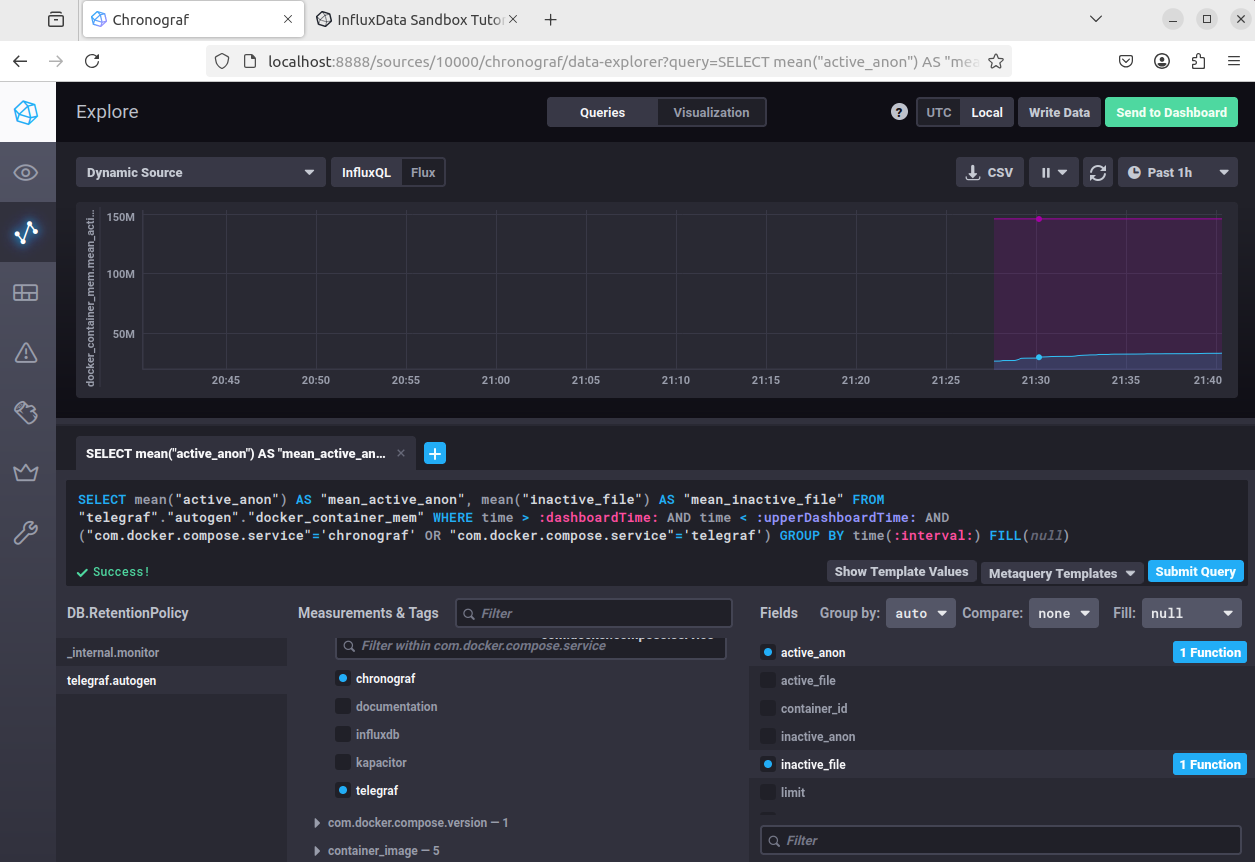 Chronograf
InfluxData Sandbox Tutor
localhost:8888/sources/10000/chronograf/data-explorer?query=SELECT mean("active_anon") AS "mea
Explore
Queries
Visualization
?
UTC
Local
Write Data
Send to Dashboard
Dynamic Source
InfluxQL
Flux
CSV
Past 1h
docker_container_mem.mean_acti...
150M
100M
50M
20:45
20:50
20:55
21:00
21:05
21:10
21:15
21:20
21:25
21:30
21:35
21:40
SELECT mean("active_anon") AS "mean_active_an...
SELECT mean("active_anon") AS "mean_active_anon", mean("inactive_file") AS "mean_inactive_file" FROM
"telegraf"."autogen"."docker_container_mem" WHERE time > :dashboardTime: AND time < :upperDashboardTime: AND
("com.docker.compose.service"='chronograf' OR "com.docker.compose.service"='telegraf') GROUP BY time(:interval:) FILL(null)
Success!
Show Template Values
Metaquery Templates
Submit Query
DB.RetentionPolicy
_internal.monitor
telegraf.autogen
Measurements & Tags
Filter
Filter within com.docker.compose.service
chronograf
documentation
influxdb
kapacitor
telegraf
com.docker.compose.version — 1
container_image — 5
Fields
Group by:
auto
Compare:
none
Fill:
null
active_anon
1 Function
active_file
container_id
inactive_anon
inactive_file
1 Function
limit
Filter